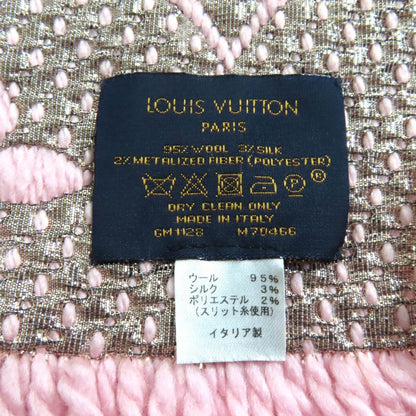 LOUIS VUITTON
PARIS
95% WOOL 3% SILK
2% METALIZED FIBER (POLYESTER)
P
DRY CLEAN ONLY
MADE IN ITALY
GM1128 M70466
ウール 95%
シルク 3%
ポリエステル 2%
(スリット糸使用)
イタリア製